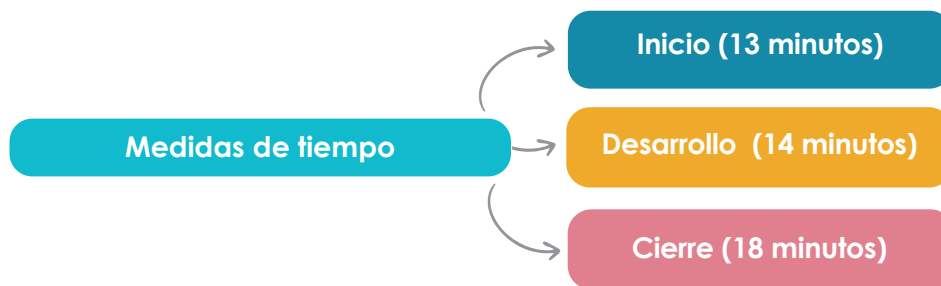 Inicio (13 minutos)
Medidas de tiempo
Desarrollo (14 minutos)
Cierre (18 minutos)